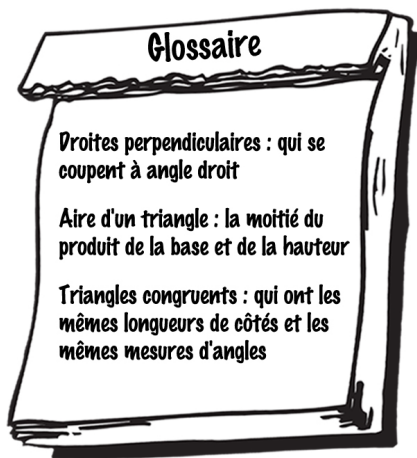 Glossaire
Droites perpendiculaires : qui se
coupent à angle droit
Aire d'un triangle : la moitié du
produit de la base et de la hauteur
Triangles congruents : qui ont les
mêmes longueurs de côtés et les
mêmes mesures d'angles